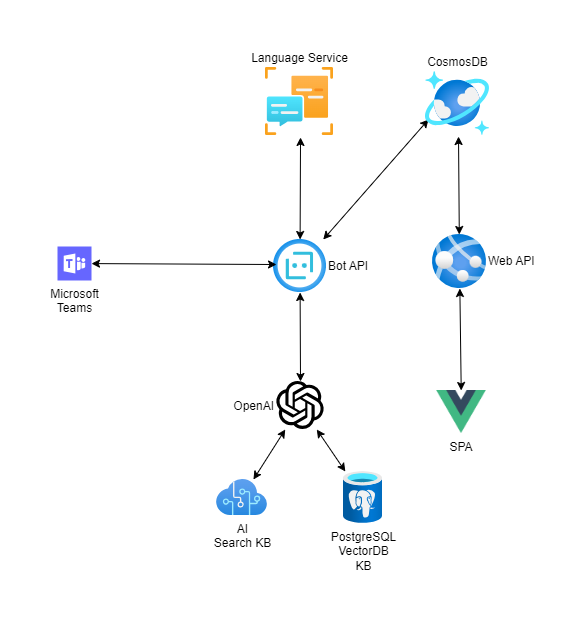 Language Service
CosmosDB
Bot API
Web API
Microsoft
Teams
OpenAI
SPA
AI
Search KB
PostgreSQL
VectorDB
KB